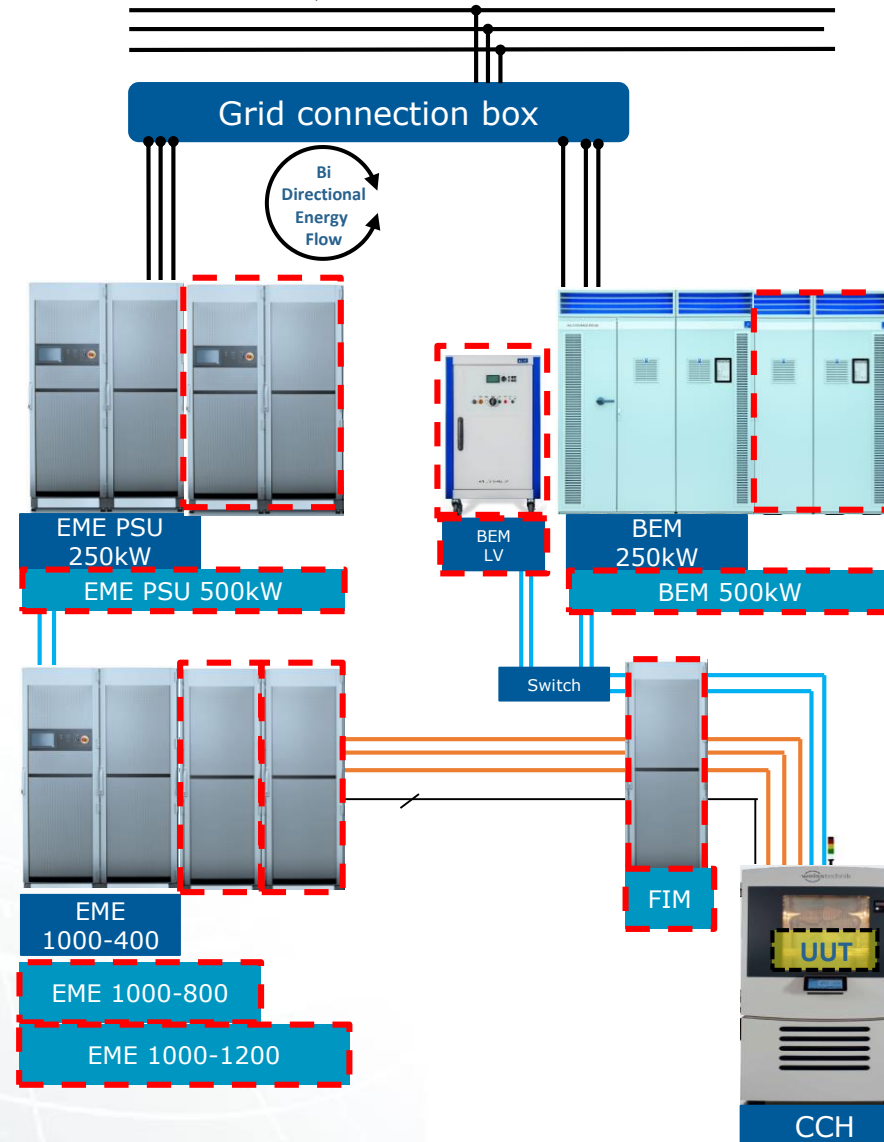 Grid connection box
Bi
Directional
Energy
Flow
EME PSU
250kW
EME PSU 500kW
BEM
LV
BEM
250kW
BEM 500kW
Switch
EME
1000-400
EME 1000-800
EME 1000-1200
FIM
UUT
CCH